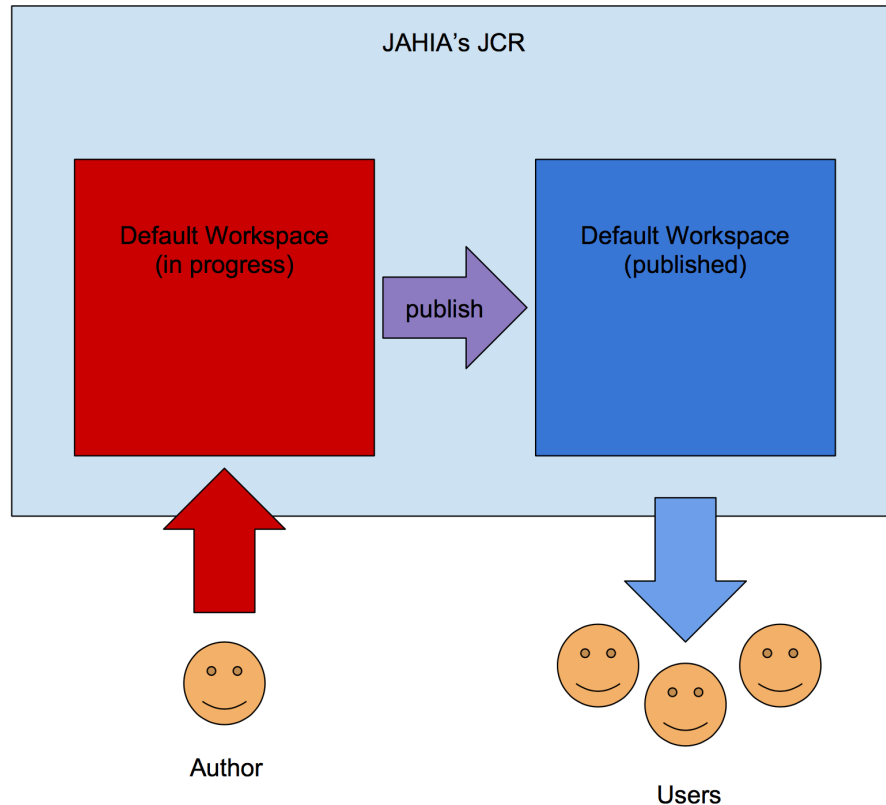 JAHIA's JCR
Default Workspace
(in progress)
Default Workspace
(published)
publish
Author
Users